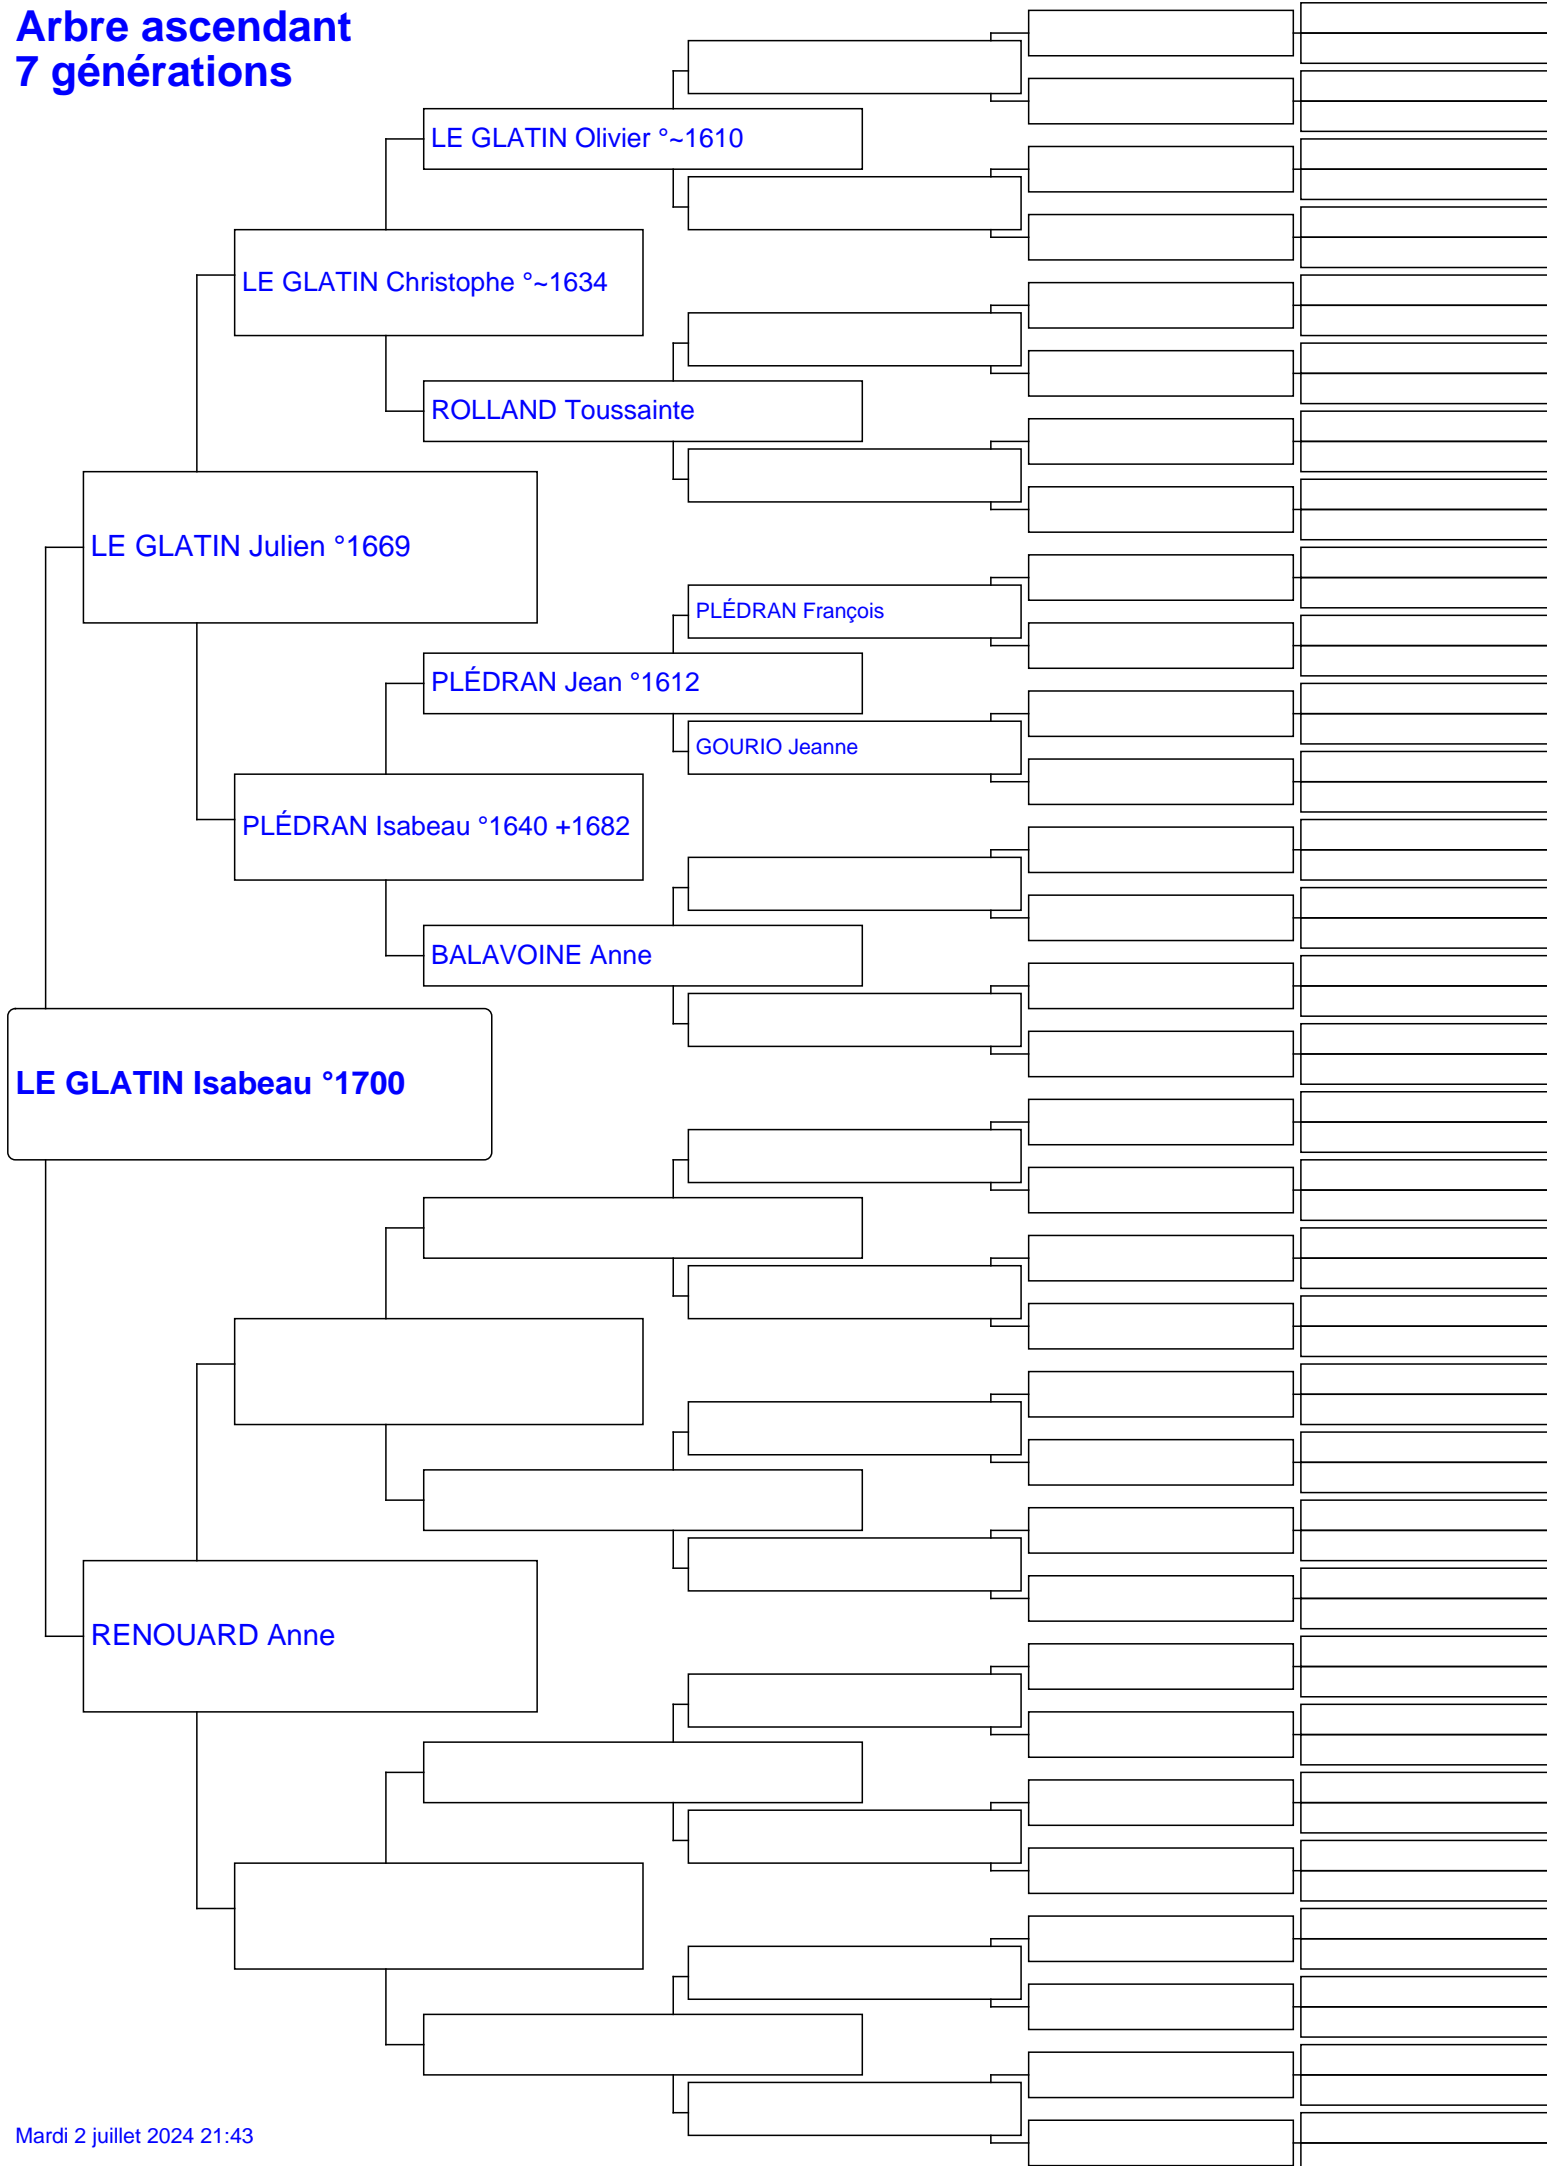 Arbre ascendant
7 générations
LE GLATIN Olivier °~1610
LE GLATIN Christophe °~1634
ROLLAND Toussainte
LE GLATIN Julien °1669
PLÉDRAN François
PLÉDRAN Jean °1612
GOURIO Jeanne
PLÉDRAN Isabeau °1640 +1682
BALAVOINE Anne
LE GLATIN Isabeau °1700
RENOUARD Anne
Mardi 2 juillet 2024 21:43